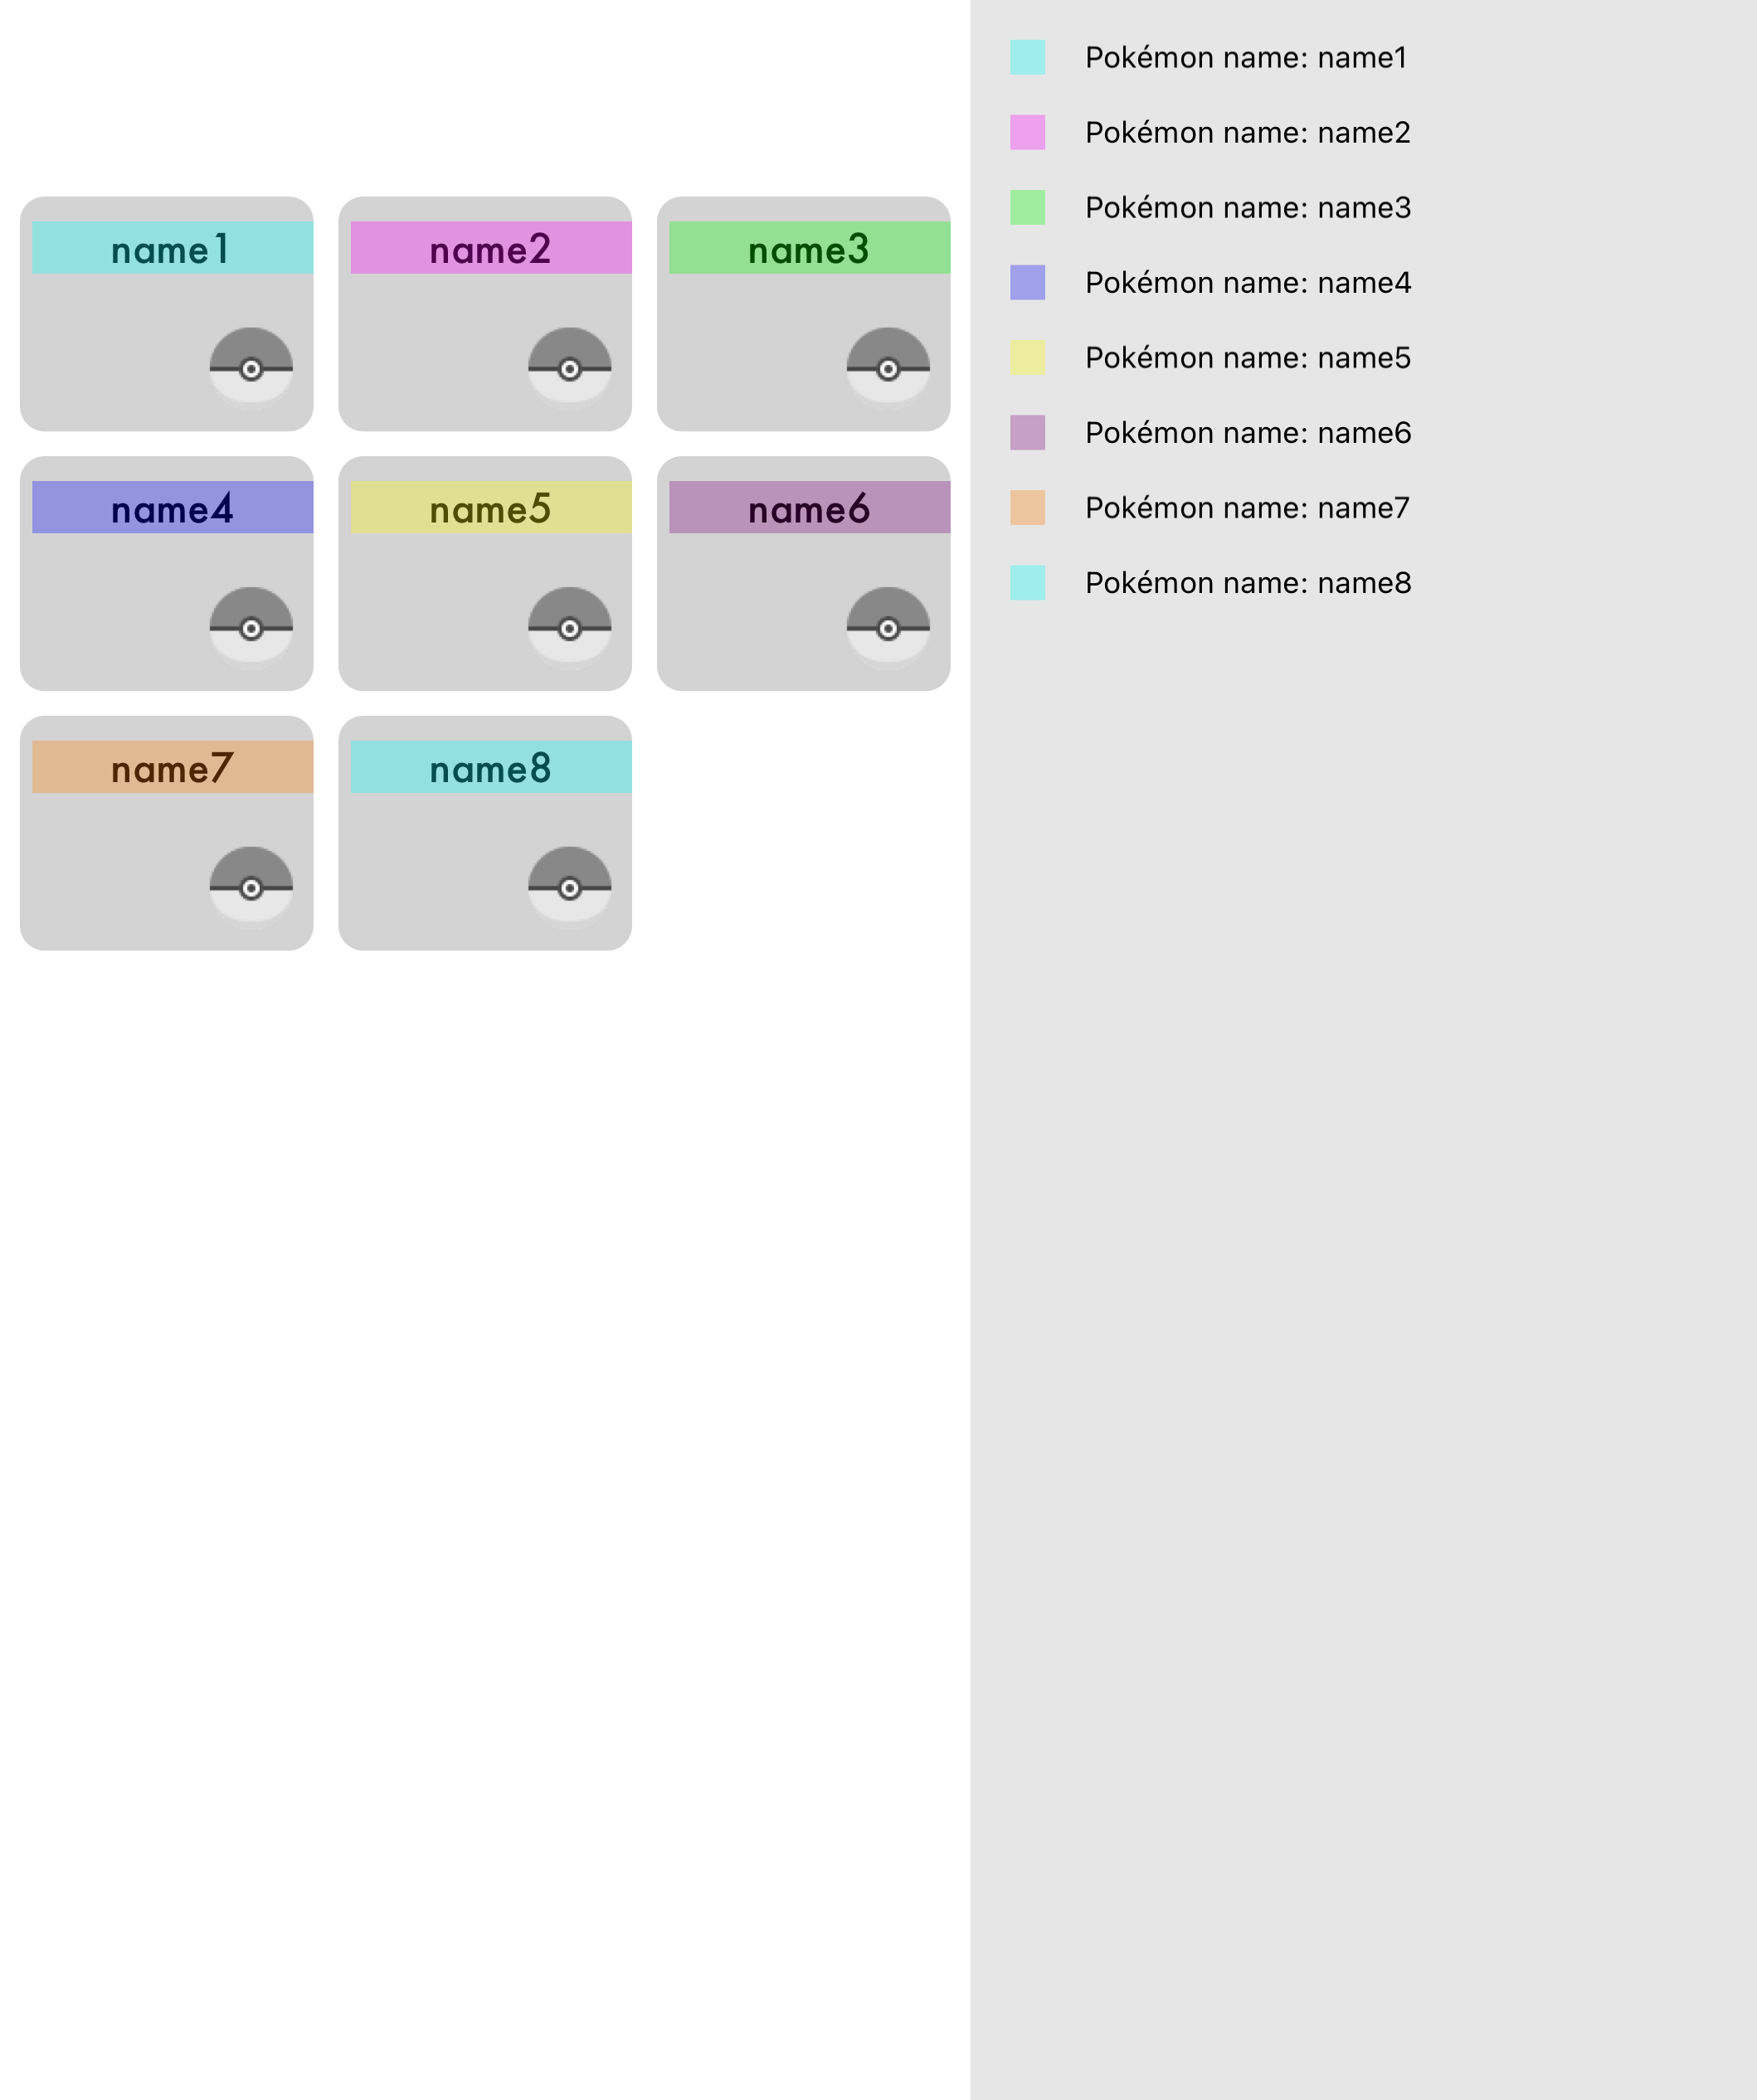 name1
name2
name3
name4
name5
name6
name7
name8
Pokémon name: name1
Pokémon name: name2
Pokémon name: name3
Pokémon name: name4
Pokémon name: name5
Pokémon name: name6
Pokémon name: name7
Pokémon name: name8